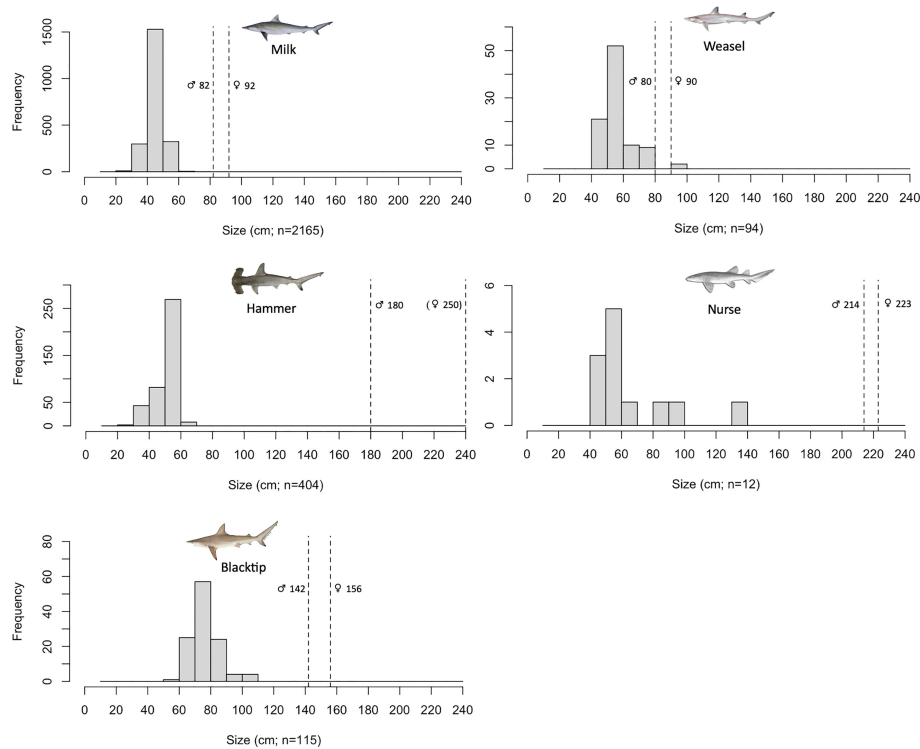 Milk
1500
1000
500
0
Frequency
♂ 82
♀ 92
0 20 40 60 80 100 120 140 160 180 200 220 240
Size (cm; n=2165)
Weasel
50
30
10
0
♂ 80
♀ 90
0 20 40 60 80 100 120 140 160 180 200 220 240
Size (cm; n=94)
Hammer
250
150
50
0
Frequency
♂ 180
(♀ 250)
0 20 40 60 80 100 120 140 160 180 200 220 240
Size (cm; n=404)
Nurse
6
4
2
0
♂ 214
♀ 223
0 20 40 60 80 100 120 140 160 180 200 220 240
Size (cm; n=12)
Blacktip
80
60
40
20
0
Frequency
♂ 142
♀ 156
0 20 40 60 80 100 120 140 160 180 200 220 240
Size (cm; n=115)